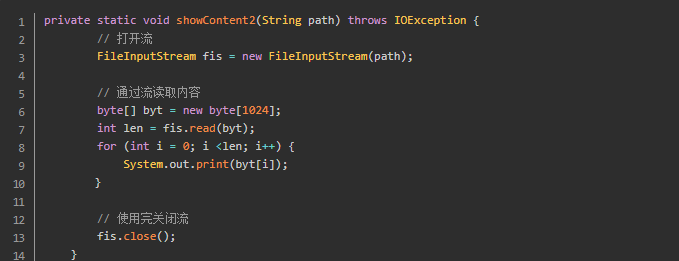 1 private static void showContent2(String path) throws IOException {
2 // 打开流
3 FileInputStream fis = new FileInputStream(path);
4
5 // 通过流读取内容
6 byte[] byt = new byte[1024];
7 int len = fis.read(byt);
8 for (int i = 0; i <len; i++) {
9 System.out.print(byt[i]);
10 }
11
12 // 使用完关闭流
13 fis.close();
14 }